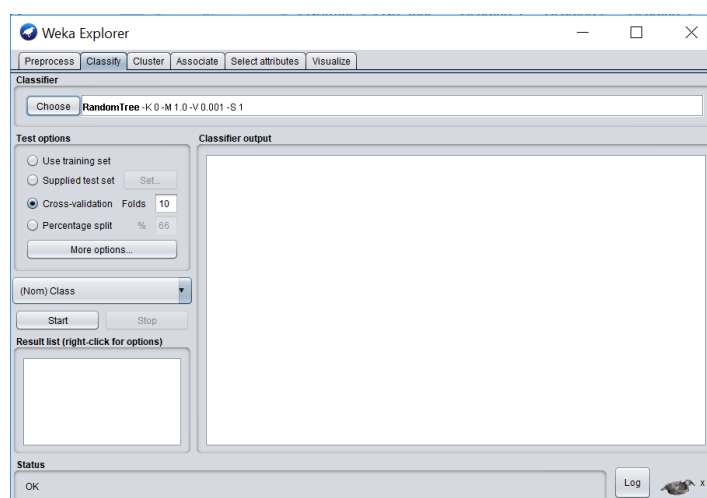 Weka Explorer
Preprocess Classify Cluster Associate Select attributes Visualize
Classifier
Choose RandomTree -K 0 -M 1.0 -V 0.001 -S 1
Test options
Use training set
Supplied test set Set...
Cross-validation Folds 10
Percentage split % 66
More options...
(Nom) Class
Start Stop
Result list (right-click for options)
Classifier output
Status
OK
Log
x